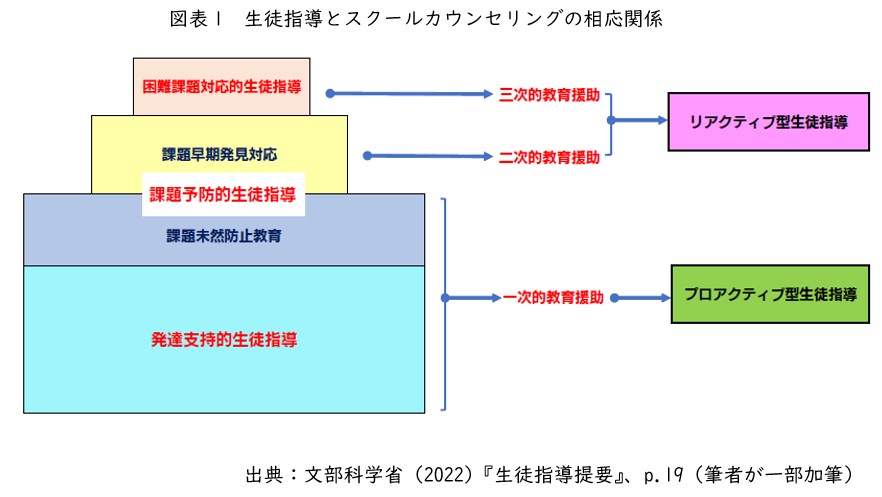 図表1　生徒指導とスクールカウンセリングの相応関係
困難課題対応的生徒指導
三次的教育援助
リアクティブ型生徒指導
課題早期発見対応
二次的教育援助
課題予防的生徒指導
課題未然防止教育
一次的教育援助
プロアクティブ型生徒指導
発達支持的生徒指導
出典：文部科学省（2022）『生徒指導提要』、p.19（筆者が一部加筆）